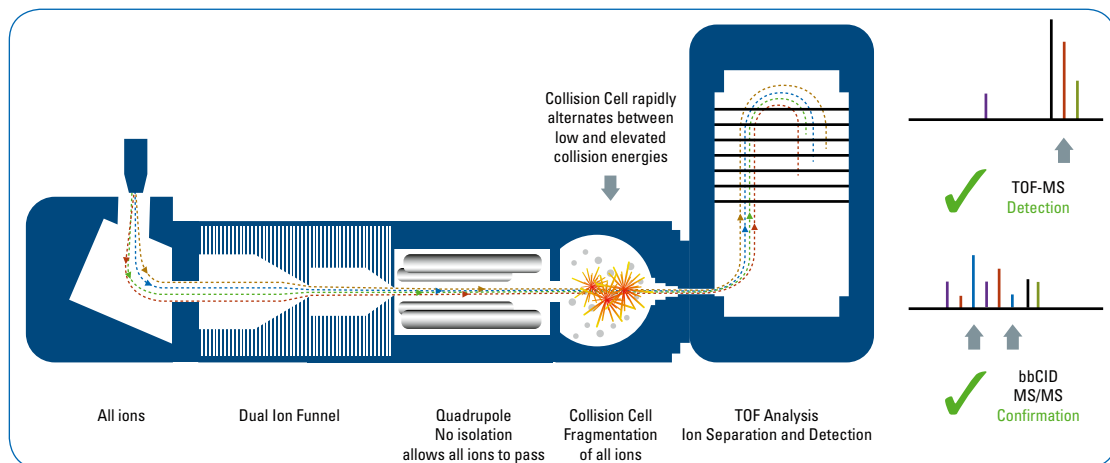 Collision Cell rapidly
alternates between
low and elevated
collision energies
TOF-MS
Detection
bbCID
MS/MS
Confirmation
All ions
Dual Ion Funnel
Quadrupole
No isolation
allows all ions to pass
Collision Cell
Fragmentation
of all ions
TOF Analysis
Ion Separation and Detection